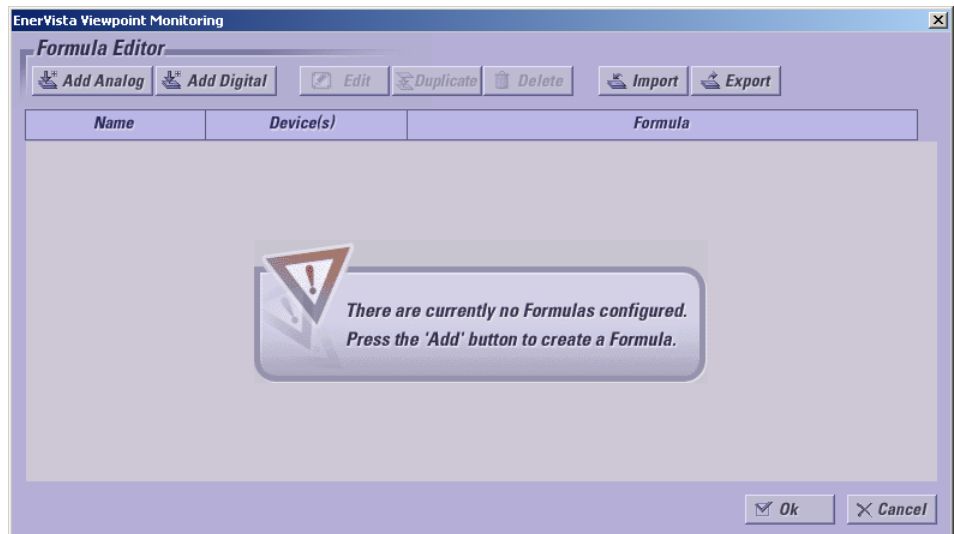 EnerVista Viewpoint Monitoring
Formula Editor
Add Analog Add Digital Edit Duplicate Delete Import Export
Name Device(s) Formula
There are currently no Formulas configured.
Press the 'Add' button to create a Formula.
Ok Cancel